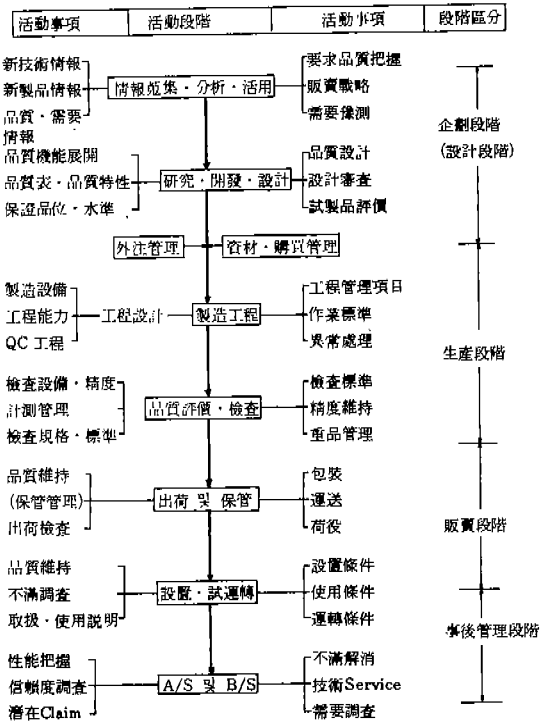 活動事項 活動段階 活動事項 段階區分
新技術情報
新製品情報
品質・需要
情報
情報蒐集・分析・活用
要求品質把握
販賣戰略
需要豫測
企劃段階
(設計段階)
品質機能展開
品質表・品質特性
保證品位・水準
研究・開發・設計
品質設計
設計審査
試製品評價
外注管理 資材・購買管理
製造設備
工程能力
QC 工程
工程設計
製造工程
工程管理項目
作業標準
異常處理
生産段階
檢査設備・精度
計測管理
檢査規格・標準
品質評價・檢査
檢査標準
精度維持
重品管理
品質維持
(保管管理)
出荷檢査
出荷 및 保管
包裝
運送
荷役
販賣段階
品質維持
不滿調査
取扱・使用説明
設置・試運轉
設置條件
使用條件
運轉條件
事後管理段階
性能把握
信賴度調査
潛在Claim
A/S 및 B/S
不滿解消
技術Service
需要調査